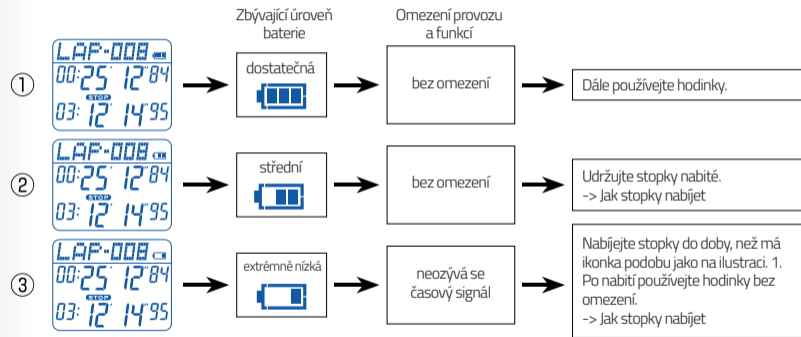 Zbývající úroveň
baterie
Omezení provozu
a funkcí
①
LAP-008
00:25' 12"84
STOP
03: 12' 14"95
dostatečná
bez omezení
Dále používejte hodinky.
②
LAP-008
00:25' 12"84
STOP
03: 12' 14"95
střední
bez omezení
Udržujte stopky nabité.
-> Jak stopky nabíjet
③
LAP-008
00:25' 12"84
STOP
03: 12' 14"95
extrémně nízká
neozývá se
časový signál
Nabíjejte stopky do doby, než má
ikonka podobu jako na ilustraci. 1.
Po nabití používejte hodinky bez
omezení.
-> Jak stopky nabíjet